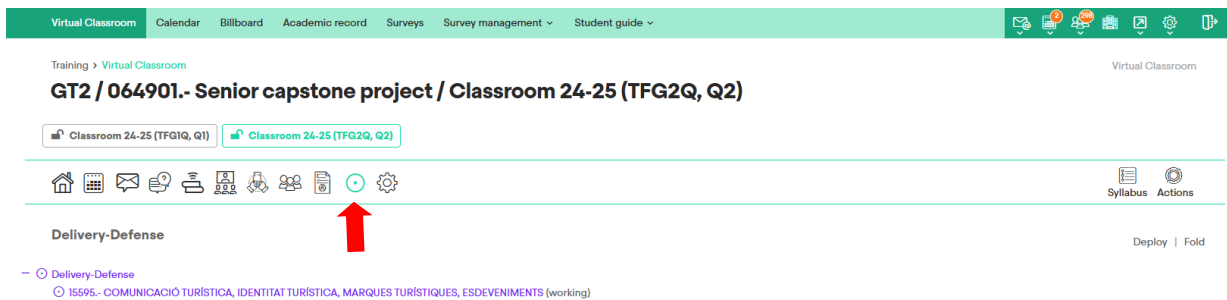 Virtual Classroom Calendar Billboard Academic record Surveys Survey management Student guide 2 298
Training > Virtual Classroom Virtual Classroom
GT2 / 064901.- Senior capstone project / Classroom 24-25 (TFG2Q, Q2)
Classroom 24-25 (TFG1Q, Q1) Classroom 24-25 (TFG2Q, Q2)
Syllabus Actions
Delivery-Defense Deploy | Fold
Delivery-Defense
15595.- COMUNICACIÓ TURÍSTICA, IDENTITAT TURÍSTICA, MARQUES TURÍSTIQUES, ESDEVENIMENTS (working)